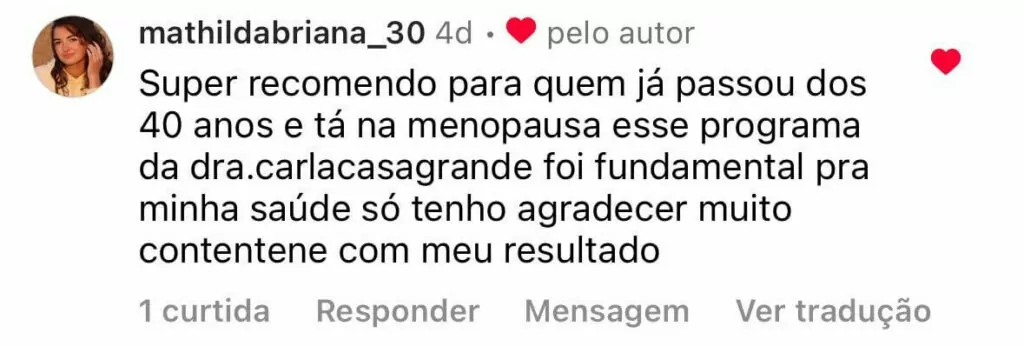 mathildabriana_30 4d • ❤ pelo autor
Super recomendo para quem já passou dos
40 anos e tá na menopausa esse programa
da dra.carlacasagrande foi fundamental pra
minha saúde só tenho agradecer muito
contentene com meu resultado
1 curtida Responder Mensagem Ver tradução